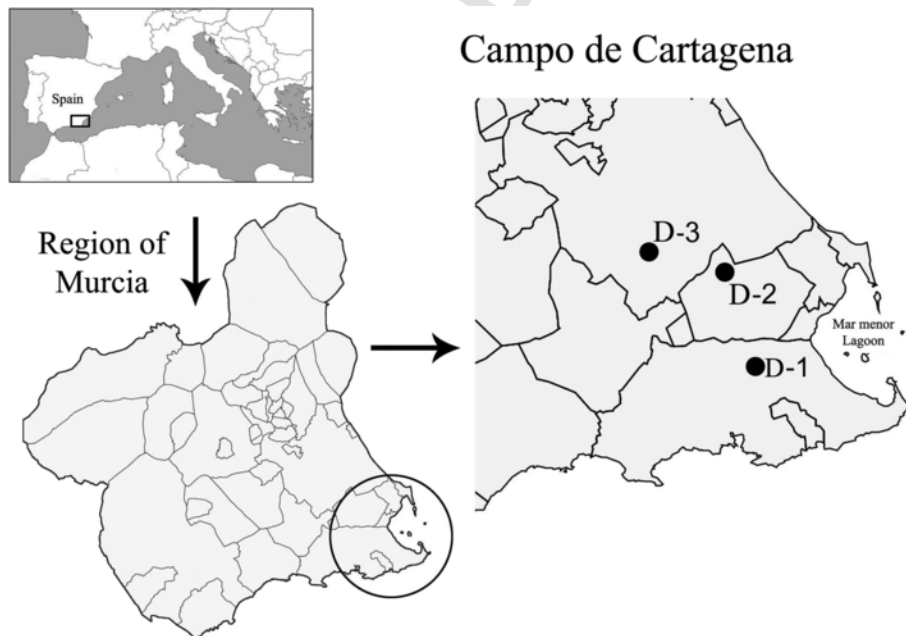 Spain
Campo de Cartagena
Region of
Murcia
D-3
D-2
Mar menor
Lagoon
D-1